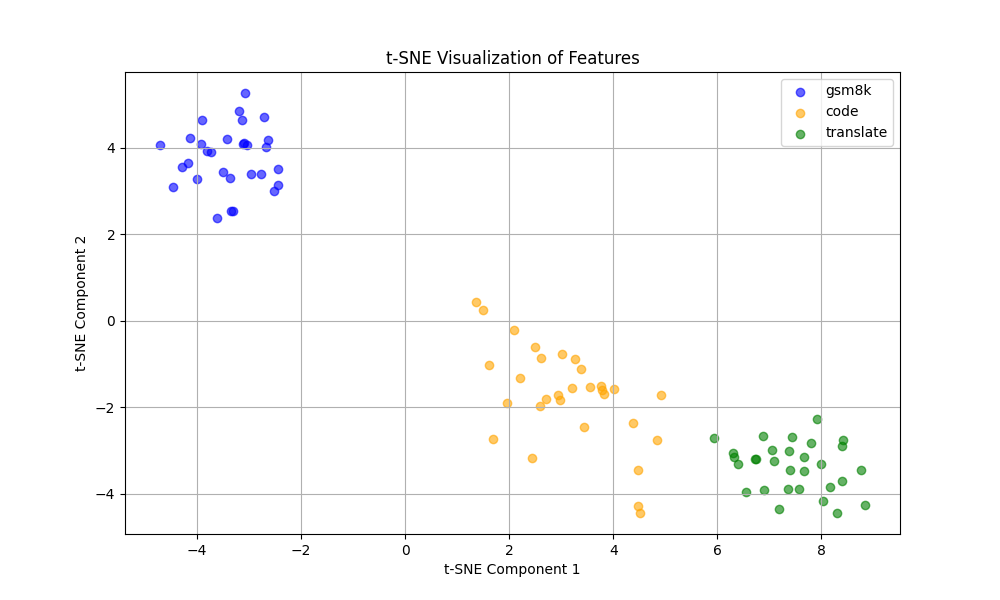 t-SNE Visualization of Features
gsm8k
code
translate
4
2
0
−2
−4
t-SNE Component 2
−4
−2
0
2
4
6
8
t-SNE Component 1